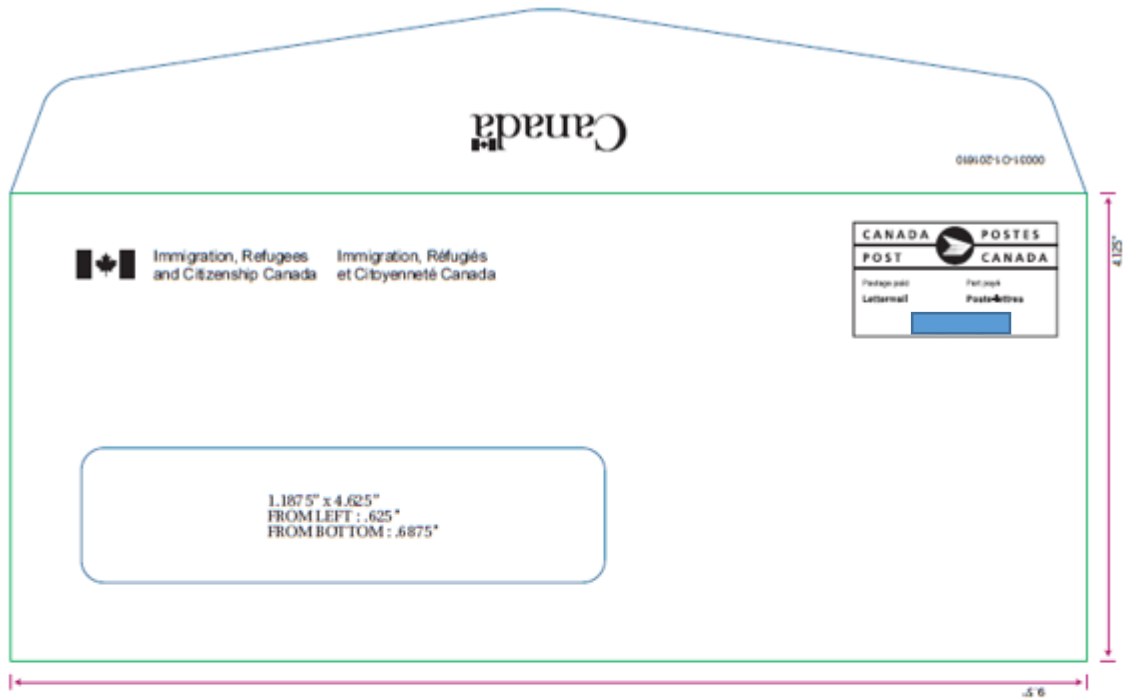 Canada
00031-O-1-201610
Immigration, Refugees
and Citizenship Canada
Immigration, Réfugiés
et Citoyenneté Canada
CANADA POSTES
POST CANADA
Postage paid Port payé
Lettermail Poste-lettres
4.125"
1.1875" x 4.625"
FROM LEFT : .625"
FROM BOTTOM : .6875"
9.5"